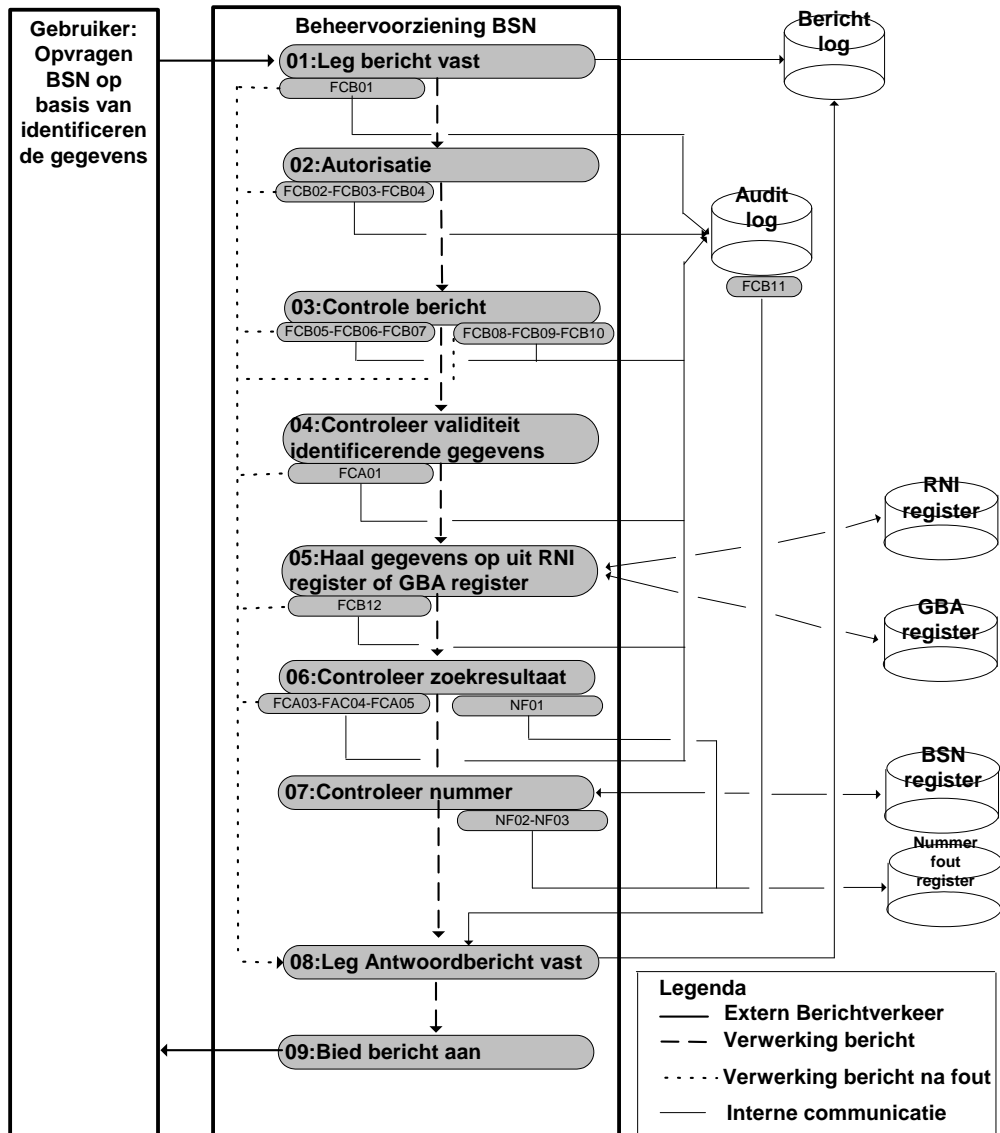 Gebruiker:
Opvragen
BSN op
basis van
identificeren
de gegevens
Beheervoorziening BSN
01:Leg bericht vast
FCB01
02:Autorisatie
FCB02-FCB03-FCB04
03:Controle bericht
FCB05-FCB06-FCB07
FCB08-FCB09-FCB10
04:Controleer validiteit
identificerende gegevens
FCA01
05:Haal gegevens op uit RNI
register of GBA register
FCB12
06:Controleer zoekresultaat
FCA03-FAC04-FCA05
NF01
07:Controleer nummer
NF02-NF03
08:Leg Antwoordbericht vast
09:Bied bericht aan
Bericht
log
Audit
log
FCB11
RNI
register
GBA
register
BSN
register
Nummer
fout
register
Legenda
Extern Berichtverkeer
Verwerking bericht
Verwerking bericht na fout
Interne communicatie